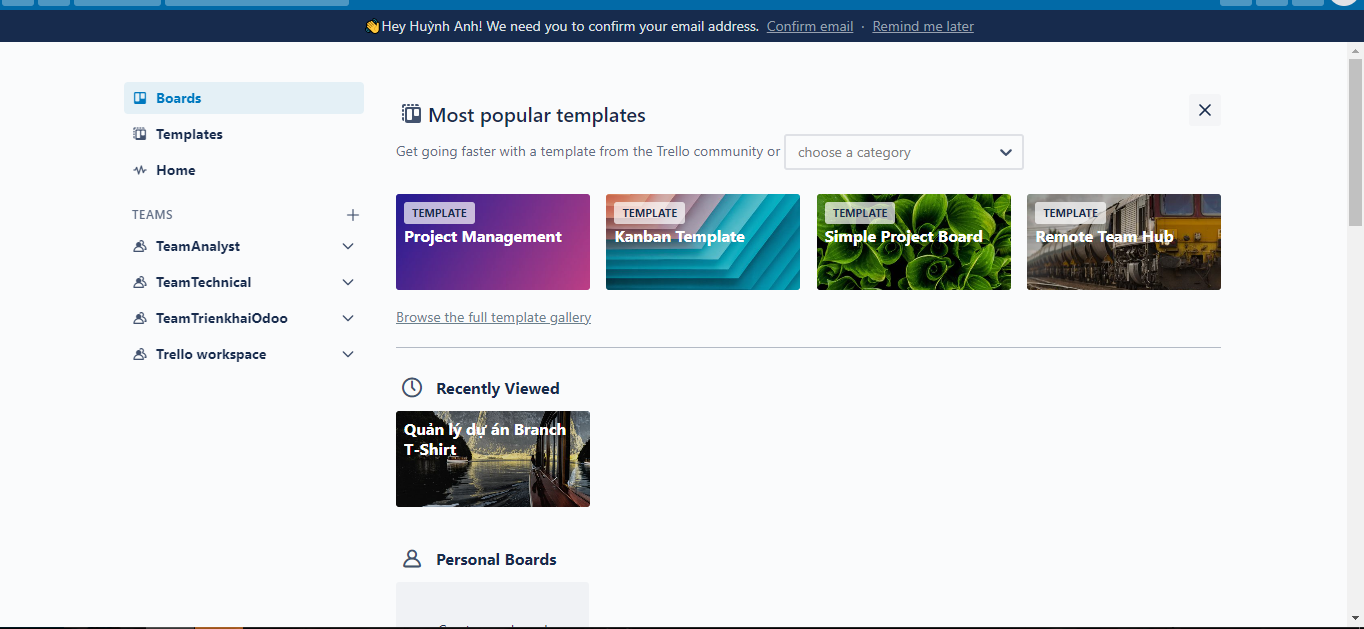 👋Hey Huỳnh Anh! We need you to confirm your email address. Confirm email · Remind me later
Boards
Templates
Home
TEAMS
TeamAnalyst
TeamTechnical
TeamTrienkhaiOdoo
Trello workspace
Most popular templates
Get going faster with a template from the Trello community or choose a category
TEMPLATE
Project Management
TEMPLATE
Kanban Template
TEMPLATE
Simple Project Board
TEMPLATE
Remote Team Hub
Browse the full template gallery
Recently Viewed
Quản lý dự án Branch
T-Shirt
Personal Boards